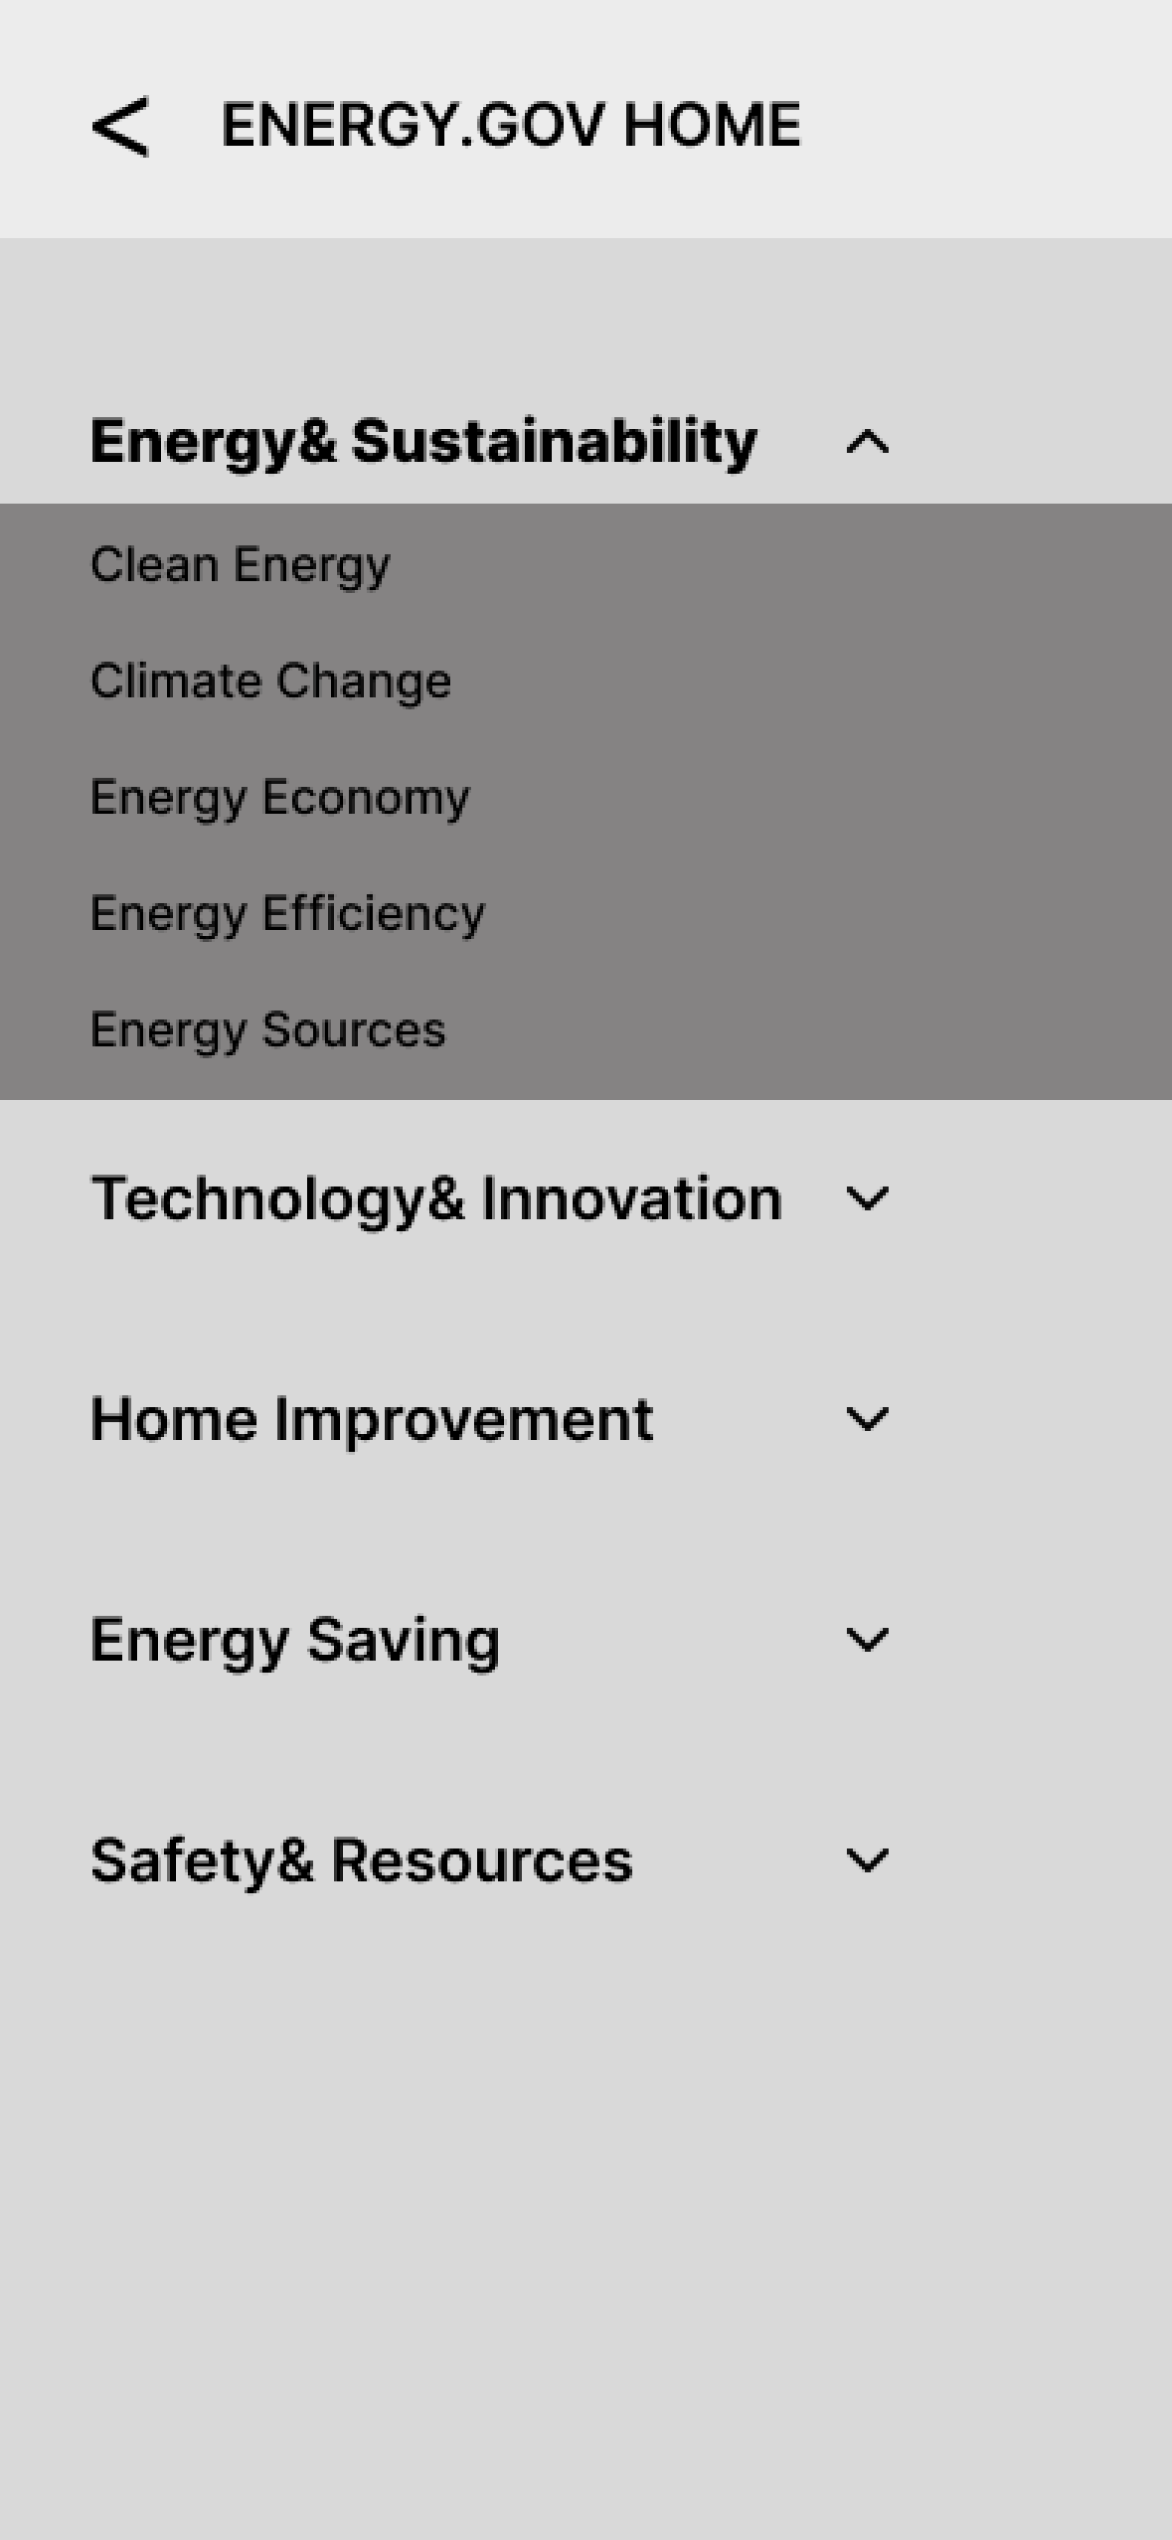 < ENERGY.GOV HOME
Energy& Sustainability
Clean Energy
Climate Change
Energy Economy
Energy Efficiency
Energy Sources
Technology& Innovation
Home Improvement
Energy Saving
Safety& Resources